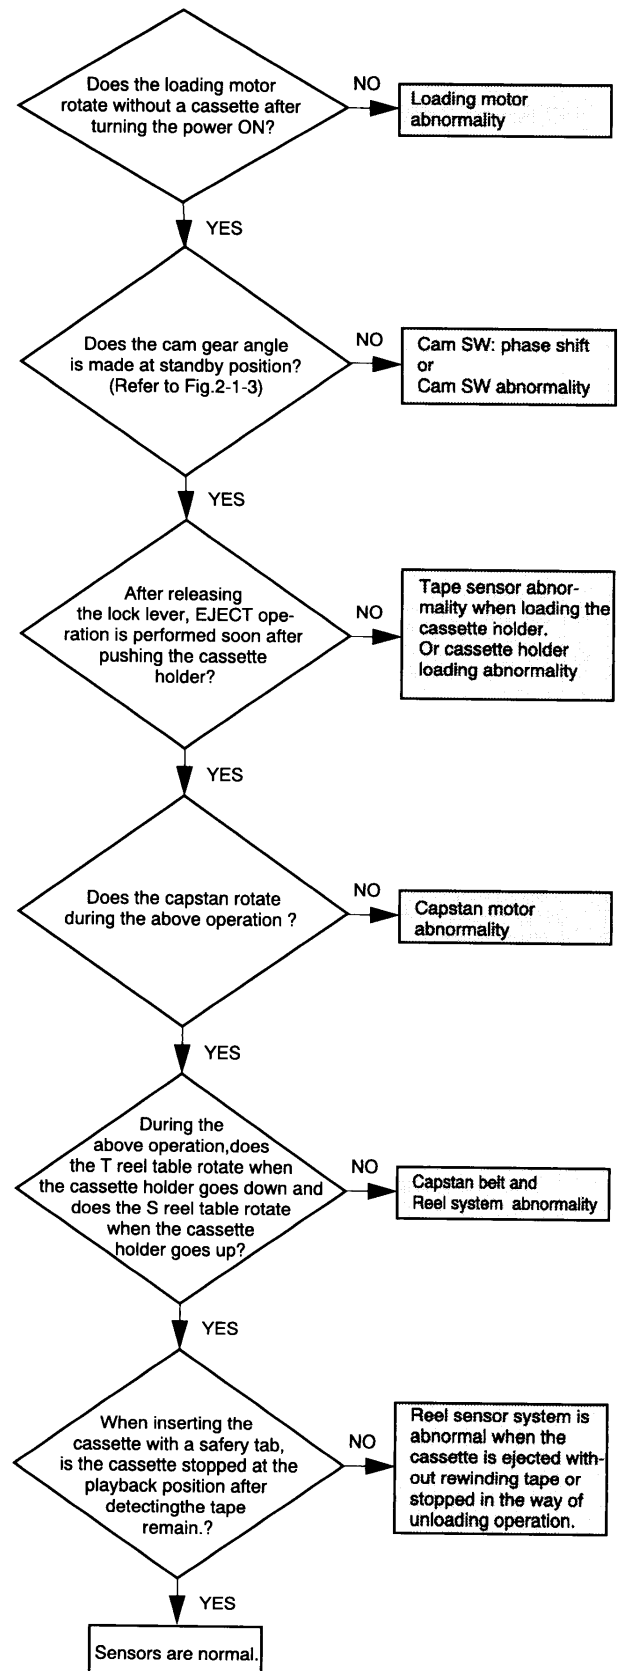 Does the loading motor
rotate without a cassette after
turning the power ON?
NO
Loading motor
abnormality
YES
Does the cam gear angle
is made at standby position?
(Refer to Fig.2-1-3)
NO
Cam SW: phase shift
or
Cam SW abnormality
YES
After releasing
the lock lever, EJECT ope-
ration is performed soon after
pushing the cassette
holder?
NO
Tape sensor abnor-
mality when loading the
cassette holder.
Or cassette holder
loading abnormality
YES
Does the capstan rotate
during the above operation ?
NO
Capstan motor
abnormality
YES
During the
above operation,does
the T reel table rotate when
the cassette holder goes down and
does the S reel table rotate
when the cassette
holder goes up?
NO
Capstan belt and
Reel system abnormality
YES
When inserting the
cassette with a safery tab,
is the cassette stopped at the
playback position after
detectingthe tape
remain.?
NO
Reel sensor system is
abnormal when the
cassette is ejected with-
out rewinding tape or
stopped in the way of
unloading operation.
YES
Sensors are normal.